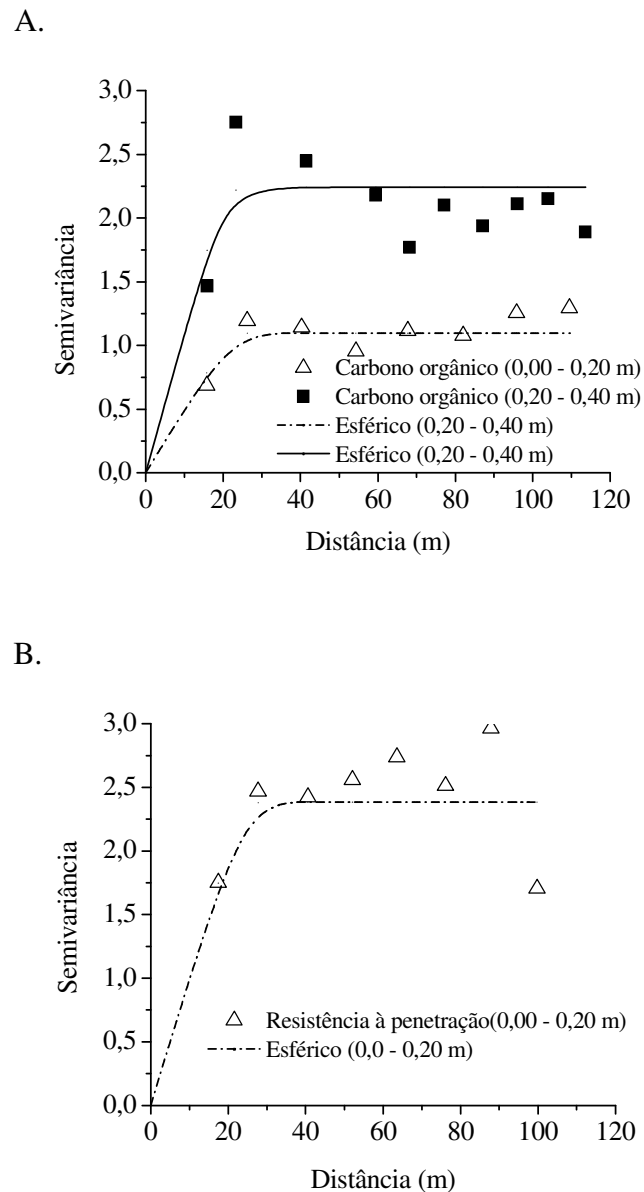 A.
3,0
2,5
2,0
1,5
1,0
0,5
0,0
Semivariância
Carbono orgânico (0,00 - 0,20 m)
Carbono orgânico (0,20 - 0,40 m)
Esférico (0,20 - 0,40 m)
Esférico (0,20 - 0,40 m)
0 20 40 60 80 100 120
Distância (m)
B.
3,0
2,5
2,0
1,5
1,0
0,5
0,0
Semivariância
Resistência à penetração(0,00 - 0,20 m)
Esférico (0,0 - 0,20 m)
0 20 40 60 80 100 120
Distância (m)